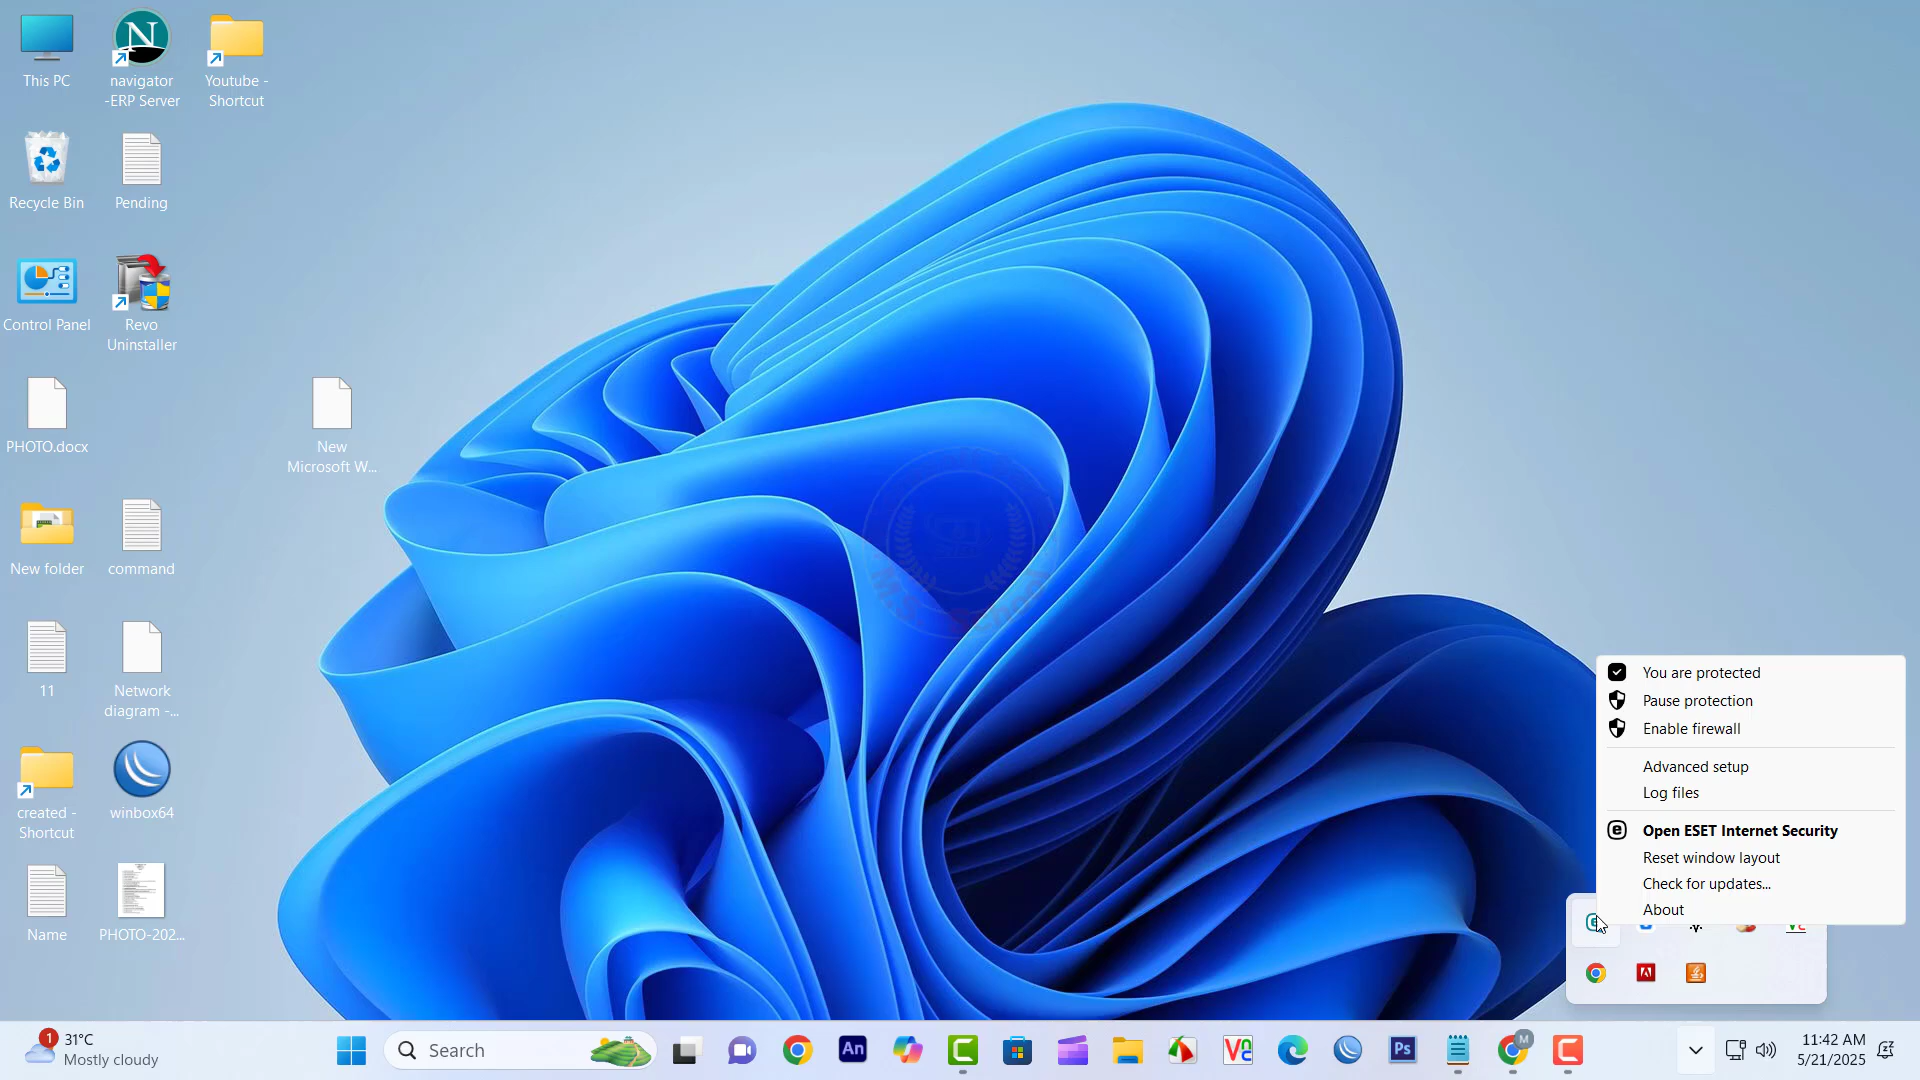 This PC
navigator
-ERP Server
Youtube -
Shortcut
Recycle Bin
Pending
Control Panel
Revo
Uninstaller
PHOTO.docx
New
Microsoft W...
New folder
command
11
Network
diagram -...
created -
Shortcut
winbox64
Name
PHOTO-202...
You are protected
Pause protection
Enable firewall
Advanced setup
Log files
Open ESET Internet Security
Reset window layout
Check for updates...
About
1
31°C
Mostly cloudy
Search
An
Ps
M
11:42 AM
5/21/2025